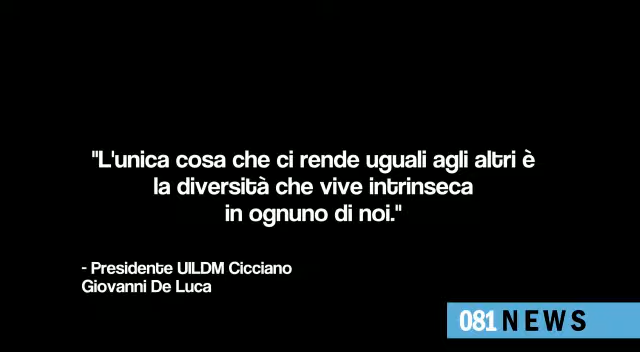 "L'unica cosa che ci rende uguali agli altri è
la diversità che vive intrinseca
in ognuno di noi."
- Presidente UILDM Cicciano
Giovanni De Luca
081 NEWS